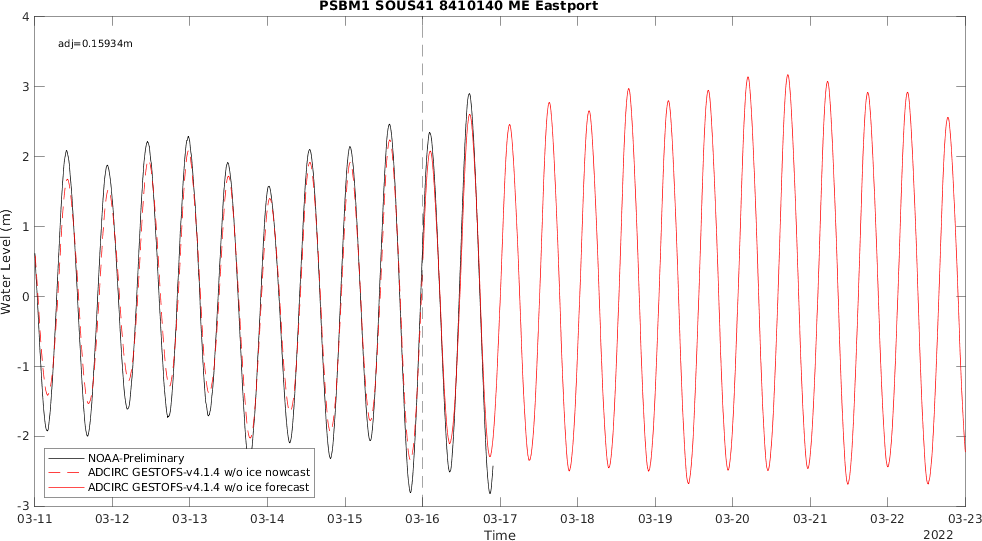 PSBM1 SOUS41 8410140 ME Eastport
adj=0.15934m
4
3
2
1
0
-1
-2
-3
Water Level (m)
NOAA-Preliminary
ADCIRC GESTOFS-v4.1.4 w/o ice nowcast
ADCIRC GESTOFS-v4.1.4 w/o ice forecast
03-11 03-12 03-13 03-14 03-15 03-16 03-17 03-18 03-19 03-20 03-21 03-22 03-23
Time
2022